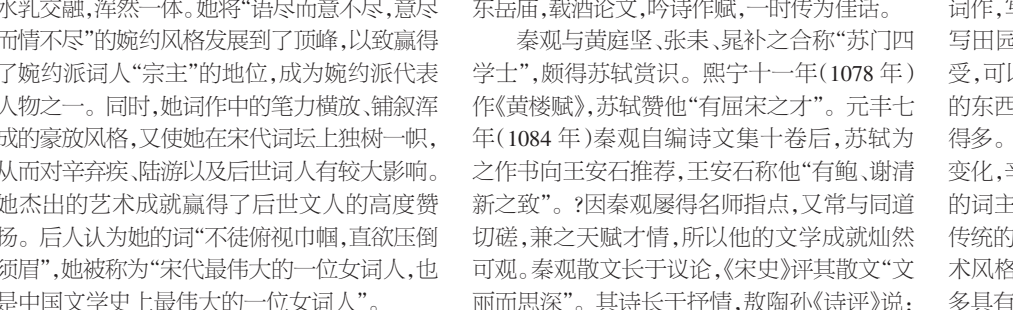 水乳交融,浑然一体。她将“语尽而意不尽,意尽
而情不尽”的婉约风格发展到了顶峰,以致赢得
了婉约派词人“宗主”的地位,成为婉约派代表
人物之一。同时,她词作中的笔力横放、铺叙浑
成的豪放风格,又使她在宋代词坛上独树一帜,
从而对辛弃疾、陆游以及后世词人有较大影响。
她杰出的艺术成就赢得了后世文人的高度赞
扬。后人认为她的词“不徒俯视巾帼,直欲压倒
须眉”,她被称为“宋代最伟大的一位女词人,也
是中国文学史上最伟大的一位女词人”。
东岳庙,载酒论文,吟诗作赋,一时传为佳话。
秦观与黄庭坚、张耒、晁补之合称“苏门四
学士”,颇得苏轼赏识。熙宁十一年(1078 年)
作《黄楼赋》,苏轼赞他“有屈宋之才”。元丰七
年(1084 年)秦观自编诗文集十卷后,苏轼为
之作书向王安石推荐,王安石称他“有鲍、谢清
新之致”。?因秦观屡得名师指点,又常与同道
切磋,兼之天赋才情,所以他的文学成就灿然
可观。秦观散文长于议论,《宋史》评其散文“文
丽而思深”。其诗长于抒情,敖陶孙《诗评》说:
词作,
写田园
受,可
的东西
得多。
变化,
的词主
传统的
术风格
多具有